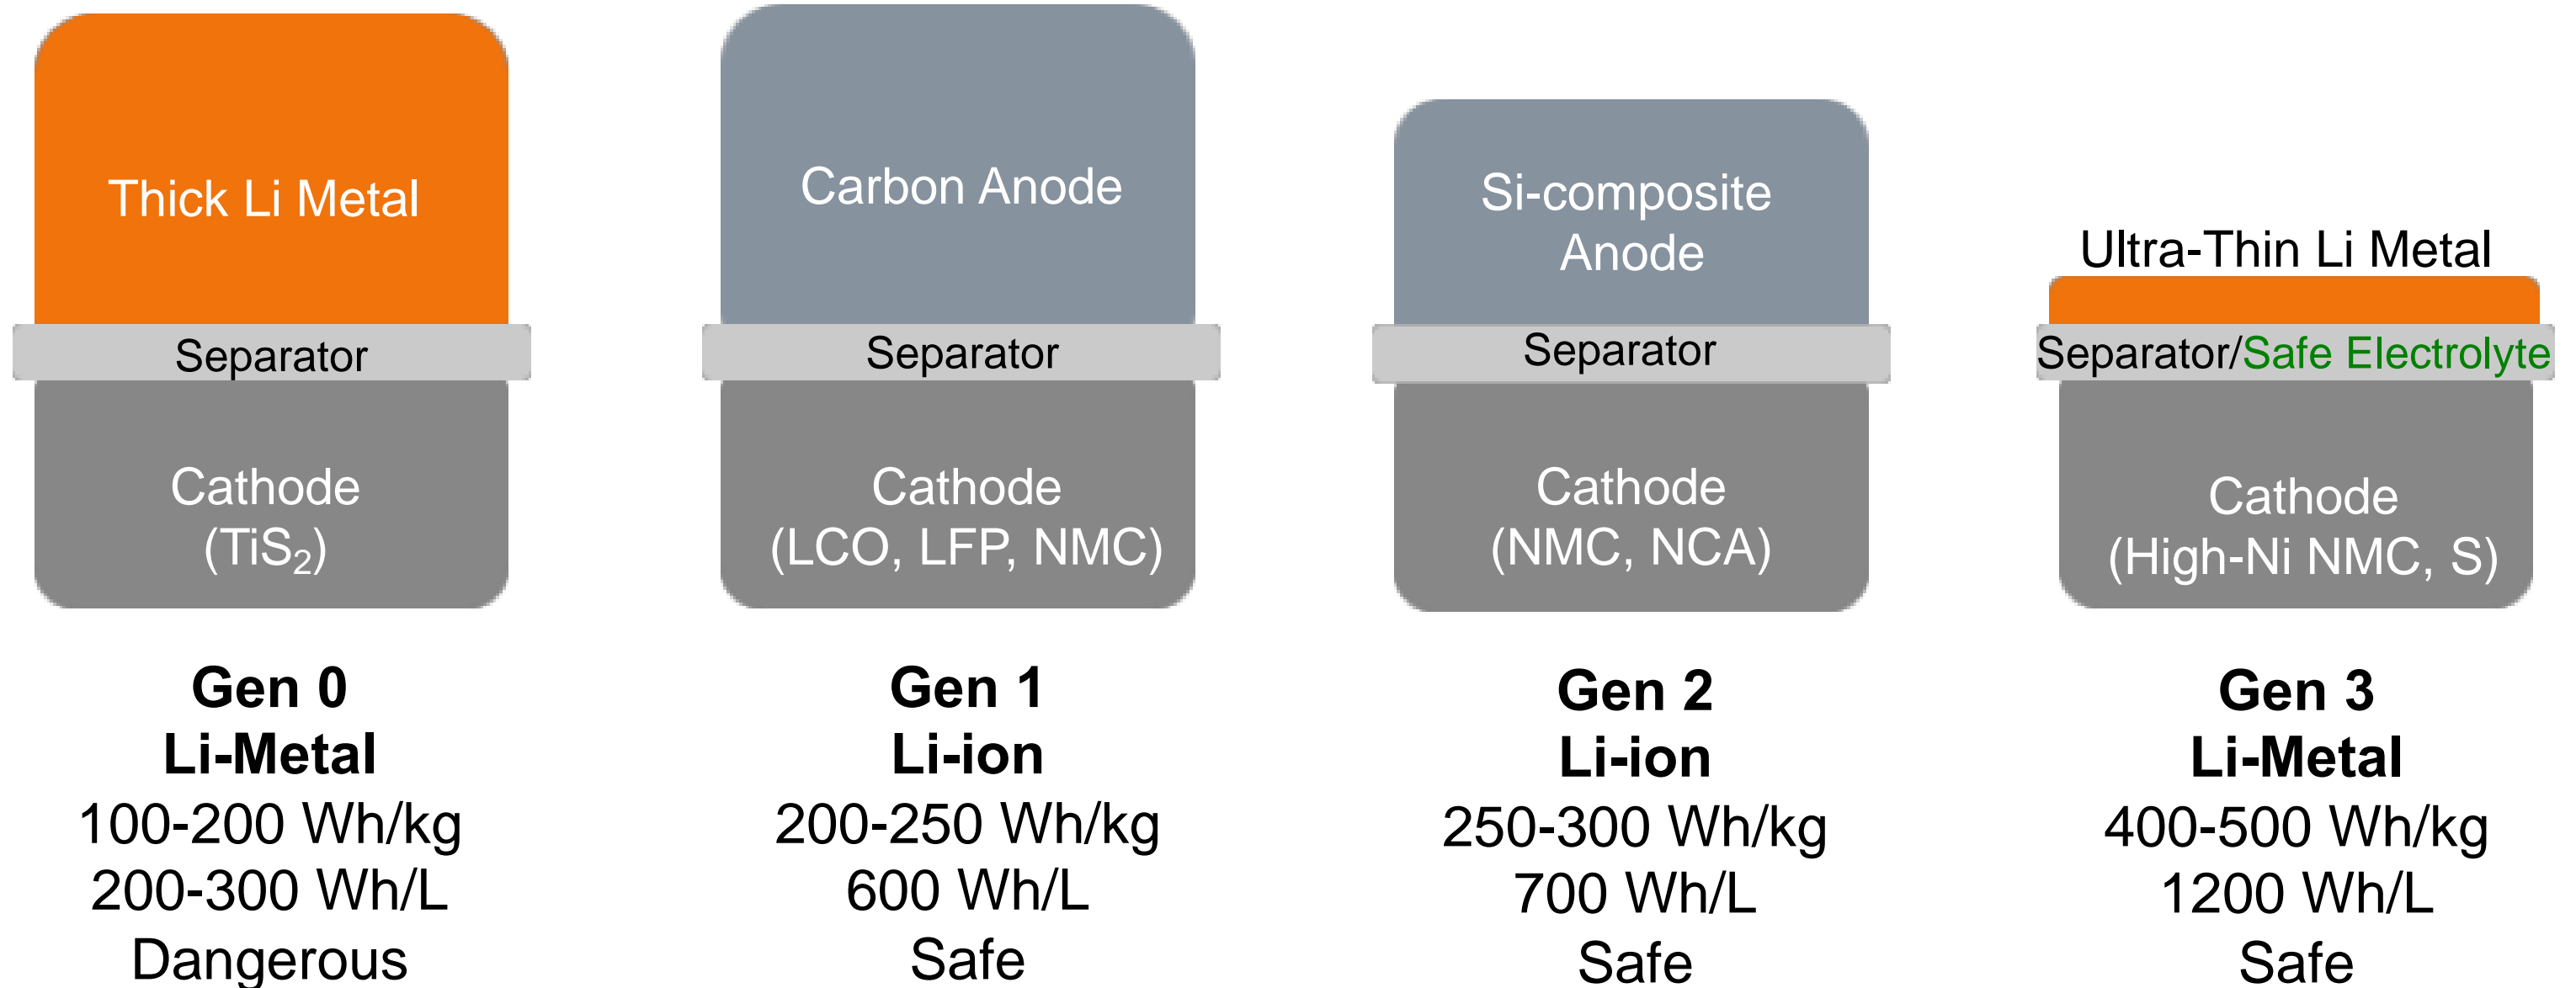 Thick Li Metal
Separator
Cathode
(TiS₂)
Gen 0
Li-Metal
100-200 Wh/kg
200-300 Wh/L
Dangerous
Carbon Anode
Separator
Cathode
(LCO, LFP, NMC)
Gen 1
Li-ion
200-250 Wh/kg
600 Wh/L
Safe
Si-composite
Anode
Separator
Cathode
(NMC, NCA)
Gen 2
Li-ion
250-300 Wh/kg
700 Wh/L
Safe
Ultra-Thin Li Metal
Separator/Safe Electrolyte
Cathode
(High-Ni NMC, S)
Gen 3
Li-Metal
400-500 Wh/kg
1200 Wh/L
Safe